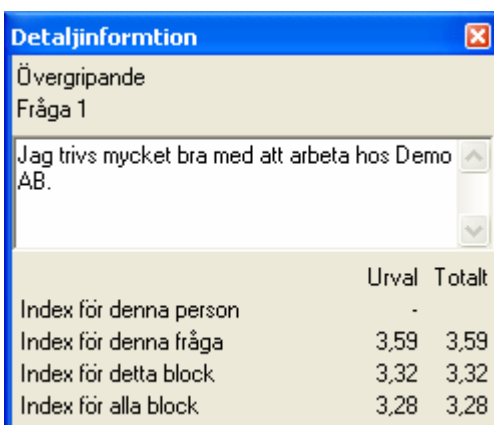 Detaljinformtion
Övergripande
Fråga 1
Jag trivs mycket bra med att arbeta hos Demo
AB.
Urval Totalt
Index för denna person -
Index för denna fråga 3,59 3,59
Index för detta block 3,32 3,32
Index för alla block 3,28 3,28